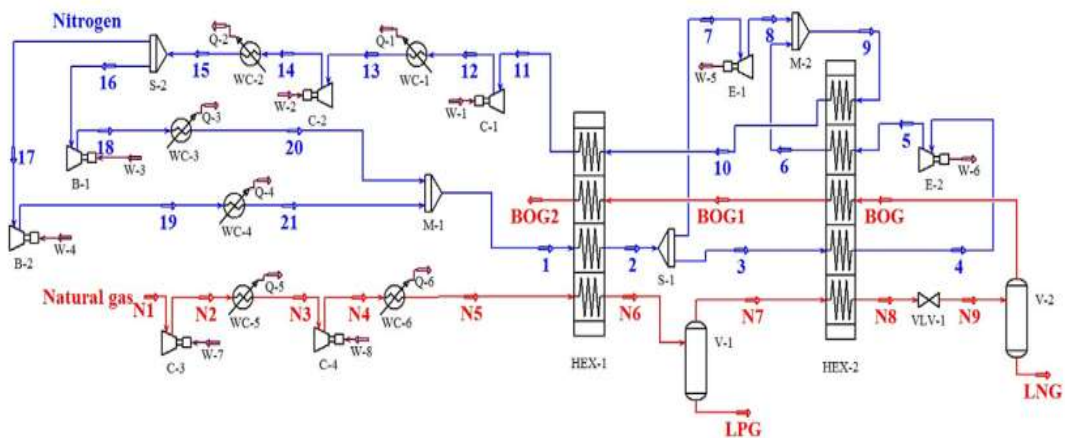 Nitrogen
Q-2
Q-1
7
8
9
16
15
14
13
12
11
S-2
WC-2
W-2
C-2
WC-1
W-1
C-1
W-5
E-1
M-2
17
18
Q-3
20
10
6
5
B-1
W-3
WC-3
E-2
W-6
19
Q-4
21
M-1
BOG2
BOG1
BOG
B-2
W-4
WC-4
1
2
S-1
3
4
Natural gas
N1
N2
Q-5
N3
N4
Q-6
N5
N6
N7
N8
N9
V-2
WC-5
WC-6
VLV-1
C-3
W-7
C-4
W-8
HEX-1
V-1
HEX-2
LNG
LPG